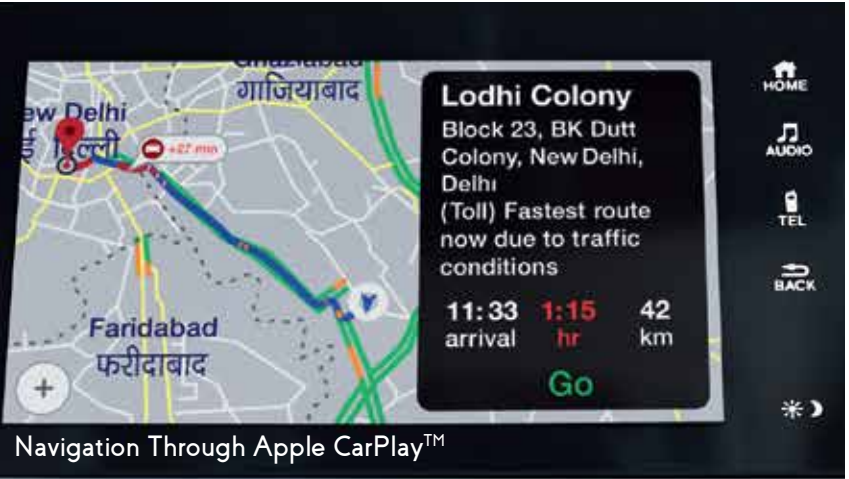 गाजियाबाद
ew Delhi
दिल्ली
+27 min
Faridabad
फरीदाबाद
+
Lodhi Colony
Block 23, BK Dutt
Colony, New Delhi,
Delhi
(Toll) Fastest route
now due to traffic
conditions
11:33 1:15 42
arrival hr km
Go
HOME
AUDIO
TEL
BACK
Navigation Through Apple CarPlay™